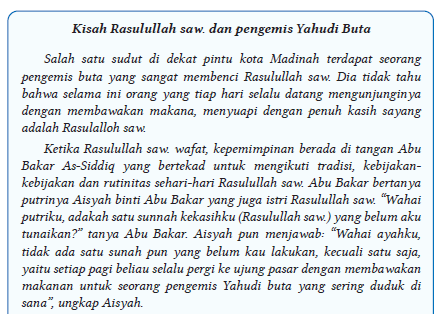 Kisah Rasulullah saw. dan pengemis Yahudi Buta
Salah satu sudut di dekat pintu kota Madinah terdapat seorang
pengemis buta yang sangat membenci Rasulullah saw. Dia tidak tahu
bahwa selama ini orang yang tiap hari selalu datang mengunjunginya
dengan membawakan makana, menyuapi dengan penuh kasih sayang
adalah Rasulalloh saw.
Ketika Rasulullah saw. wafat, kepemimpinan berada di tangan Abu
Bakar As-Siddiq yang bertekad untuk mengikuti tradisi, kebijakan-
kebijakan dan rutinitas sehari-hari Rasulullah saw. Abu Bakar bertanya
putrinya Aisyah binti Abu Bakar yang juga istri Rasulullah saw. “Wahai
putriku, adakah satu sunnah kekasihku (Rasulullah saw.) yang belum aku
tunaikan?” tanya Abu Bakar. Aisyah pun menjawab: “Wahai ayahku,
tidak ada satu sunah pun yang belum kau lakukan, kecuali satu saja,
yaitu setiap pagi beliau selalu pergi ke ujung pasar dengan membawakan
makanan untuk seorang pengemis Yahudi buta yang sering duduk di
sana”, ungkap Aisyah.